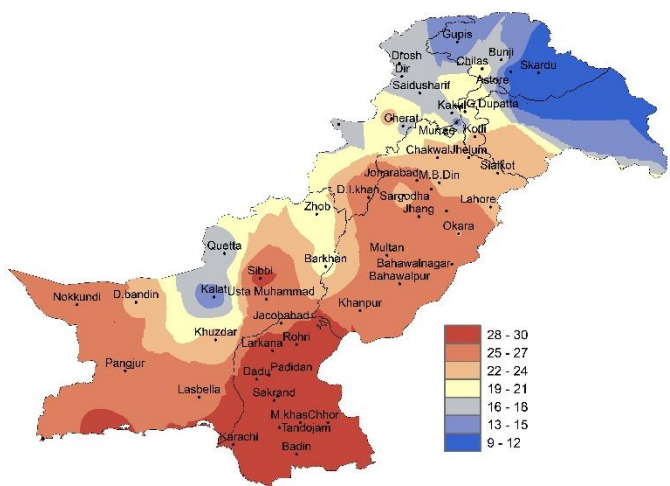 Gupis
Drosh
Bunji
Dir
Chilas
Skardu
Astore
Saidusharif
Kakul
G.Dupatta
Cherat
Murree
Kotli
Chakwal
Jhelum
Sialkot
Joharabad
M.B.Din
D.I.khan
Sargodha
Lahore
Zhob
Jhang
Okara
Quetta
Multan
Barkhan
Bahawalnagar
Sibbi
Bahawalpur
Nokkundi
D.bandin
Kalat
Usta Muhammad
Khanpur
Jacobabad
Khuzdar
Rohri
Larkana
Pangjur
Dadu
Padidan
Lasbella
Sakrand
M.khas
Chhor
Tandojam
Karachi
Badin
28 - 30
25 - 27
22 - 24
19 - 21
16 - 18
13 - 15
9 - 12